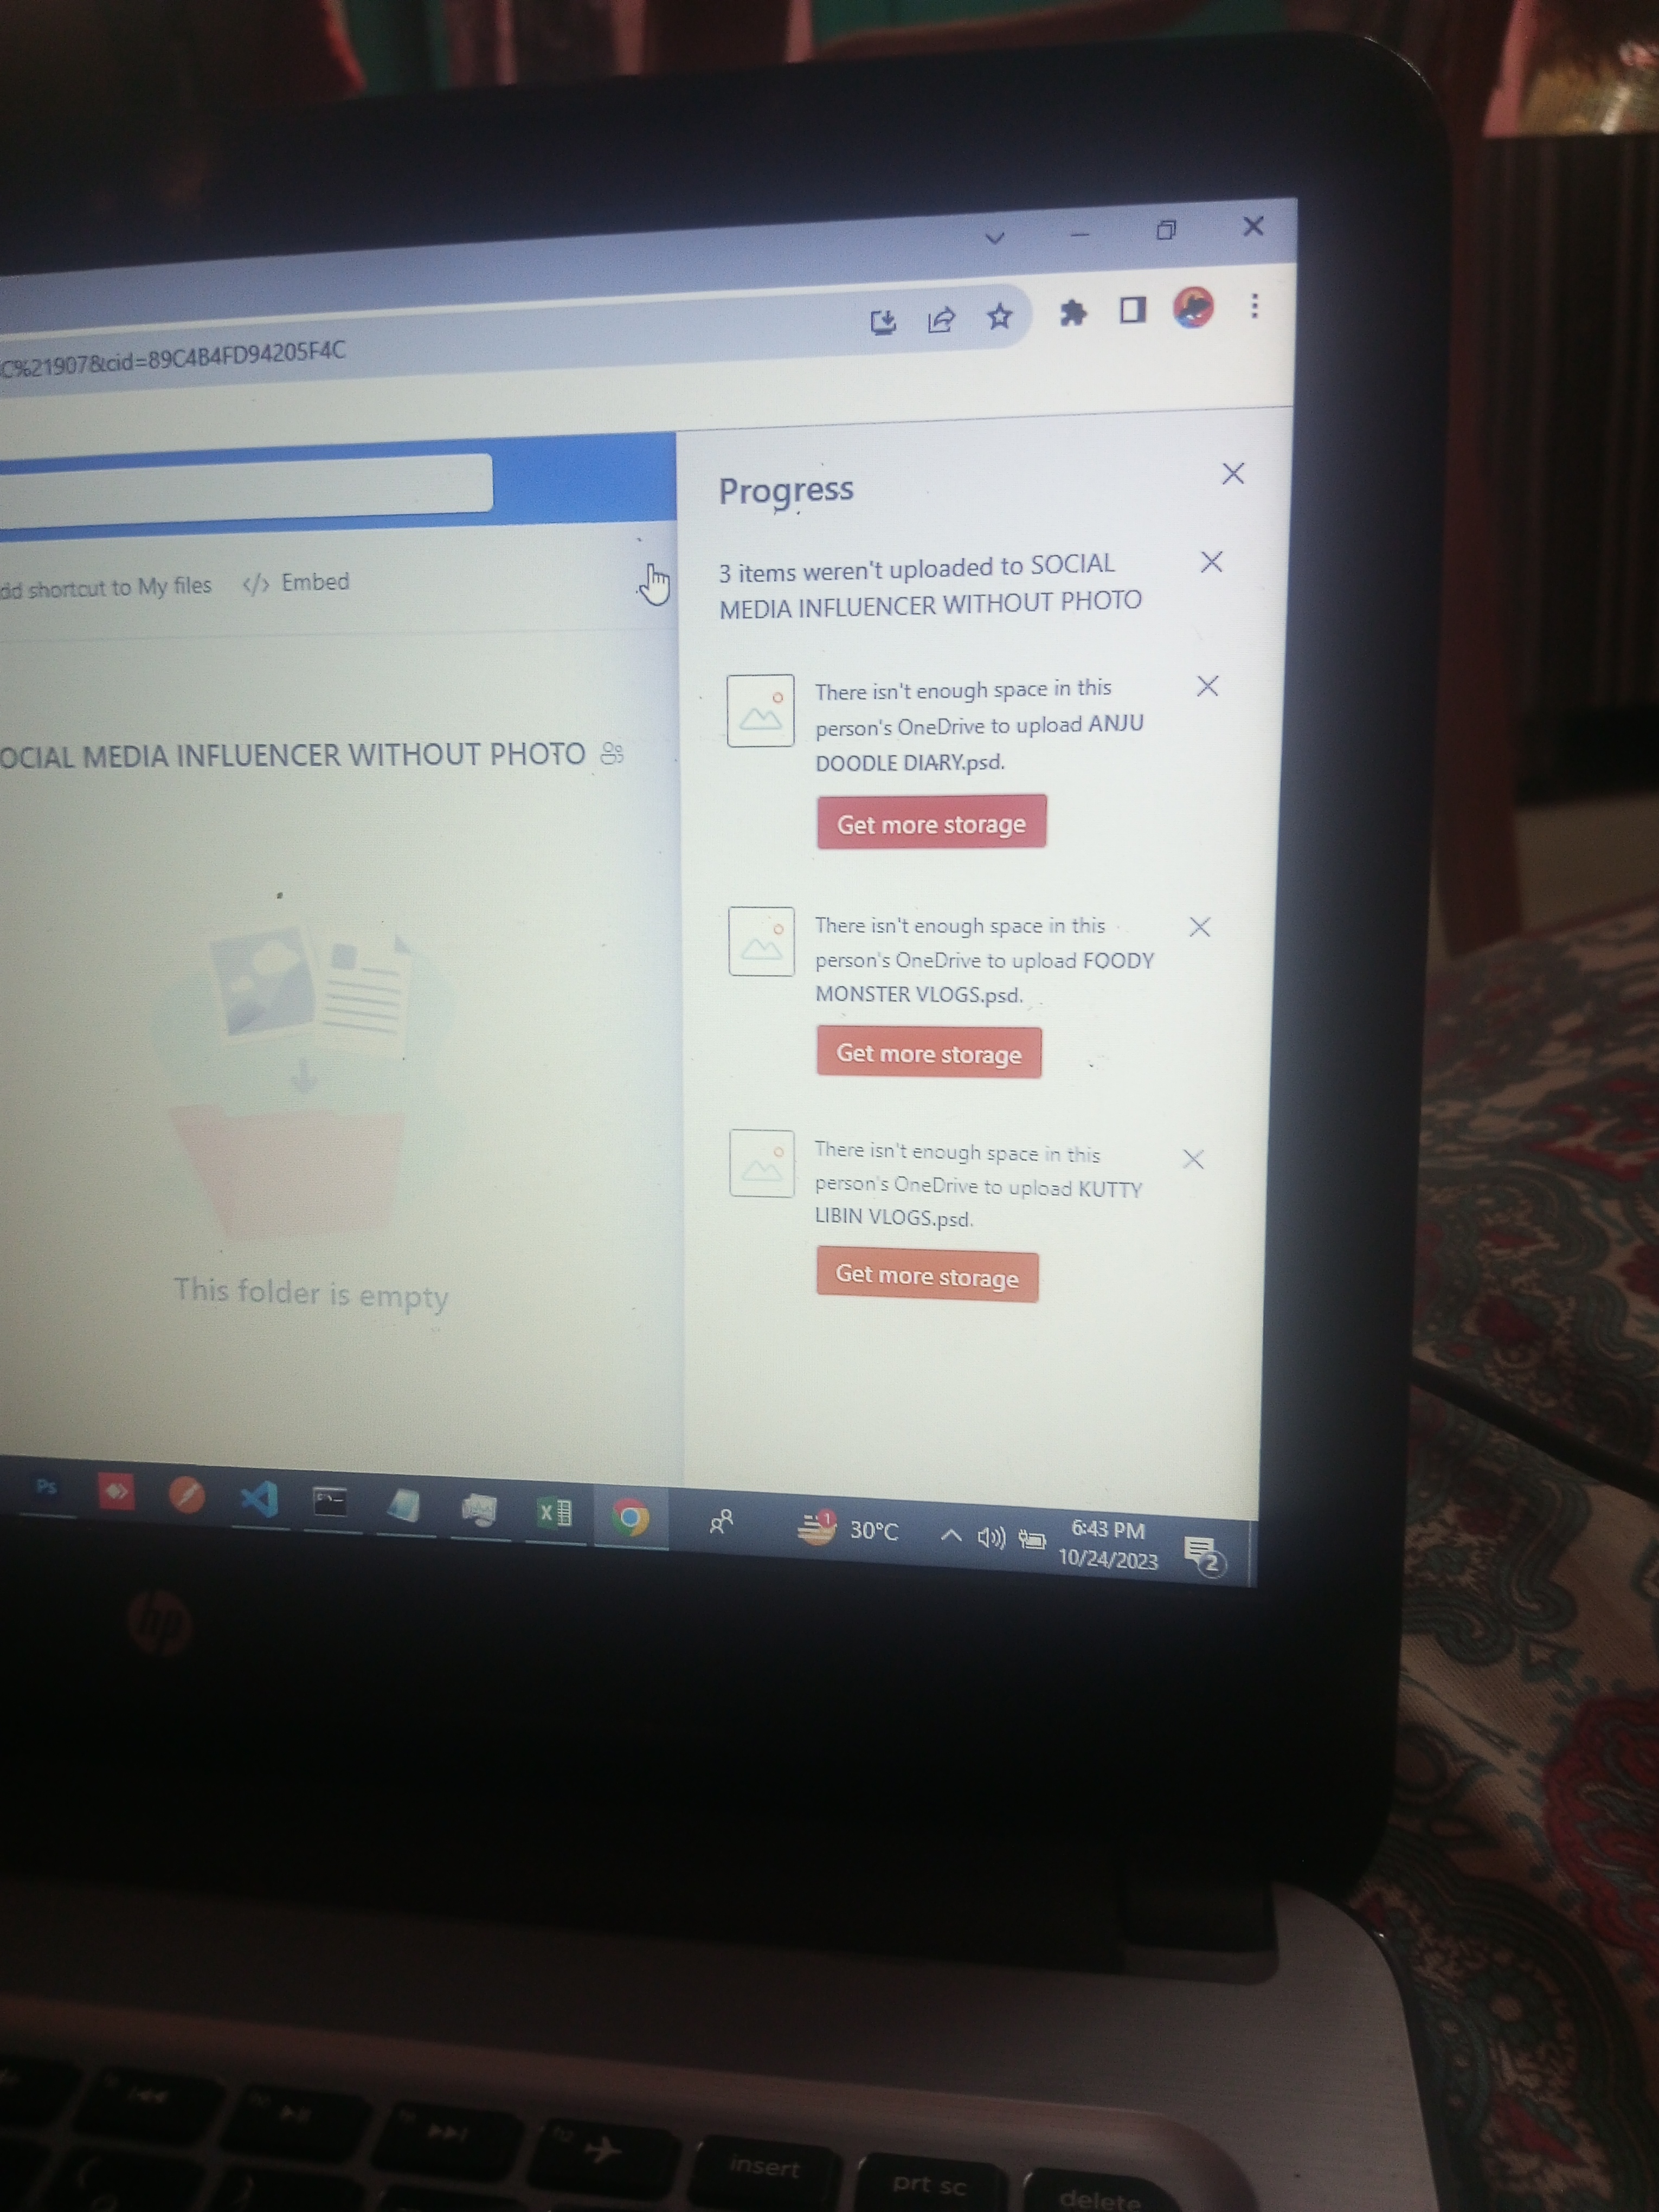 C%21907&cid=89C4B4FD94205F4C
dd shortcut to My files </> Embed
OCIAL MEDIA INFLUENCER WITHOUT PHOTO
This folder is empty
Progress
3 items weren't uploaded to SOCIAL
MEDIA INFLUENCER WITHOUT PHOTO
There isn't enough space in this
person's OneDrive to upload ANJU
DOODLE DIARY.psd.
Get more storage
There isn't enough space in this
person's OneDrive to upload FOODY
MONSTER VLOGS.psd.
Get more storage
There isn't enough space in this
person's OneDrive to upload KUTTY
LIBIN VLOGS.psd.
Get more storage
Ps
1
30°C
6:43 PM
10/24/2023
2
hp
insert
prt sc
delete